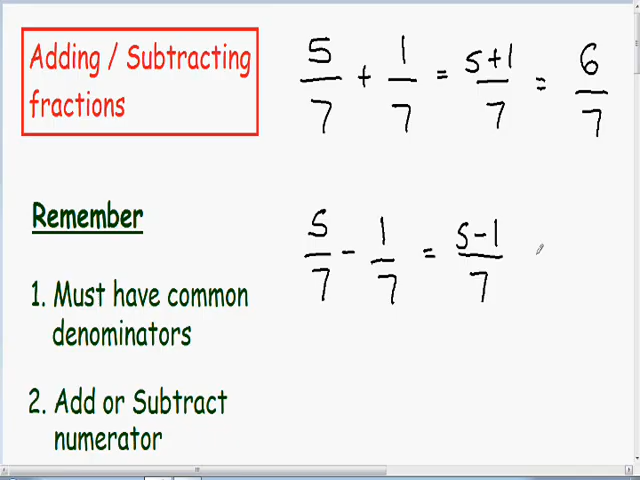 Adding / Subtracting
fractions
5/7 + 1/7 = 5+1/7 = 6/7
Remember
5/7 - 1/7 = 5-1/7
1. Must have common
denominators
2. Add or Subtract
numerator